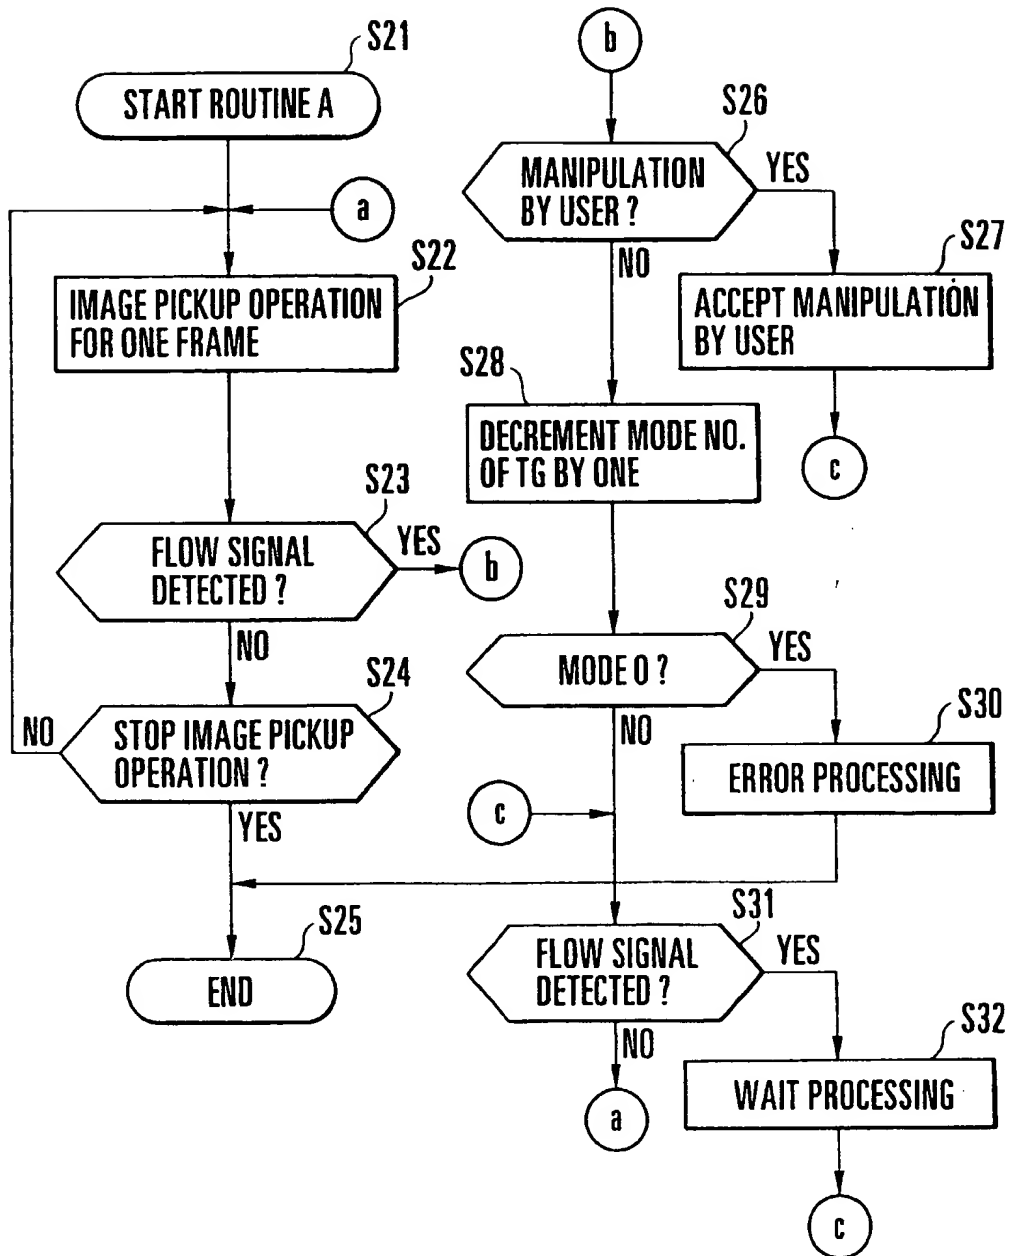 S21
START ROUTINE A
a
S22
IMAGE PICKUP OPERATION
FOR ONE FRAME
S23
FLOW SIGNAL
DETECTED ?
YES
b
NO
S24
STOP IMAGE PICKUP
OPERATION ?
NO
YES
S25
END
b
S26
MANIPULATION
BY USER ?
YES
NO
S27
ACCEPT MANIPULATION
BY USER
c
S28
DECREMENT MODE NO.
OF TG BY ONE
S29
MODE 0 ?
YES
NO
S30
ERROR PROCESSING
c
S31
FLOW SIGNAL
DETECTED ?
YES
NO
a
S32
WAIT PROCESSING
c